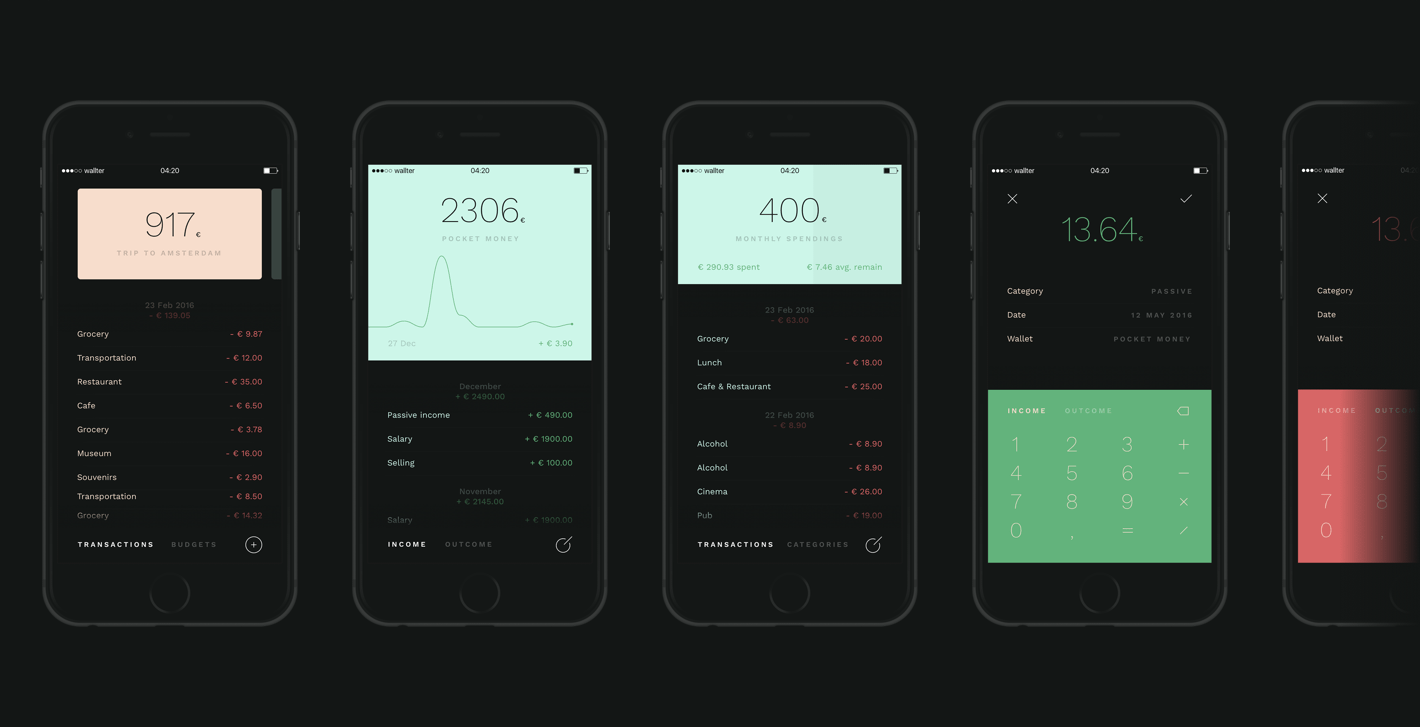 wallter 04:20
917€
TRIP TO AMSTERDAM
23 Feb 2016
- € 139.05
Grocery - € 9.87
Transportation - € 12.00
Restaurant - € 35.00
Cafe - € 6.50
Grocery - € 3.78
Museum - € 16.00
Souvenirs - € 2.90
Transportation - € 8.50
Grocery - € 14.32
TRANSACTIONS BUDGETS
wallter 04:20
2306€
POCKET MONEY
27 Dec + € 3.90
December
+ € 2490.00
Passive income + € 490.00
Salary + € 1900.00
Selling + € 100.00
November
+ € 2145.00
Salary + € 1900.00
INCOME OUTCOME
wallter 04:20
400€
MONTHLY SPENDINGS
€ 290.93 spent € 7.46 avg. remain
23 Feb 2016
- € 63.00
Grocery - € 20.00
Lunch - € 18.00
Cafe & Restaurant - € 25.00
22 Feb 2016
- € 8.90
Alcohol - € 8.90
Alcohol - € 8.90
Cinema - € 26.00
Pub - € 19.00
TRANSACTIONS CATEGORIES
wallter 04:20
13.64€
Category PASSIVE
Date 12 MAY 2016
Wallet POCKET MONEY
INCOME OUTCOME
1 2 3 +
4 5 6 −
7 8 9 ×
0 , = /
wallter
13.
Category
Date
Wallet
INCOME
1 2
4 5
7 8
0 ,